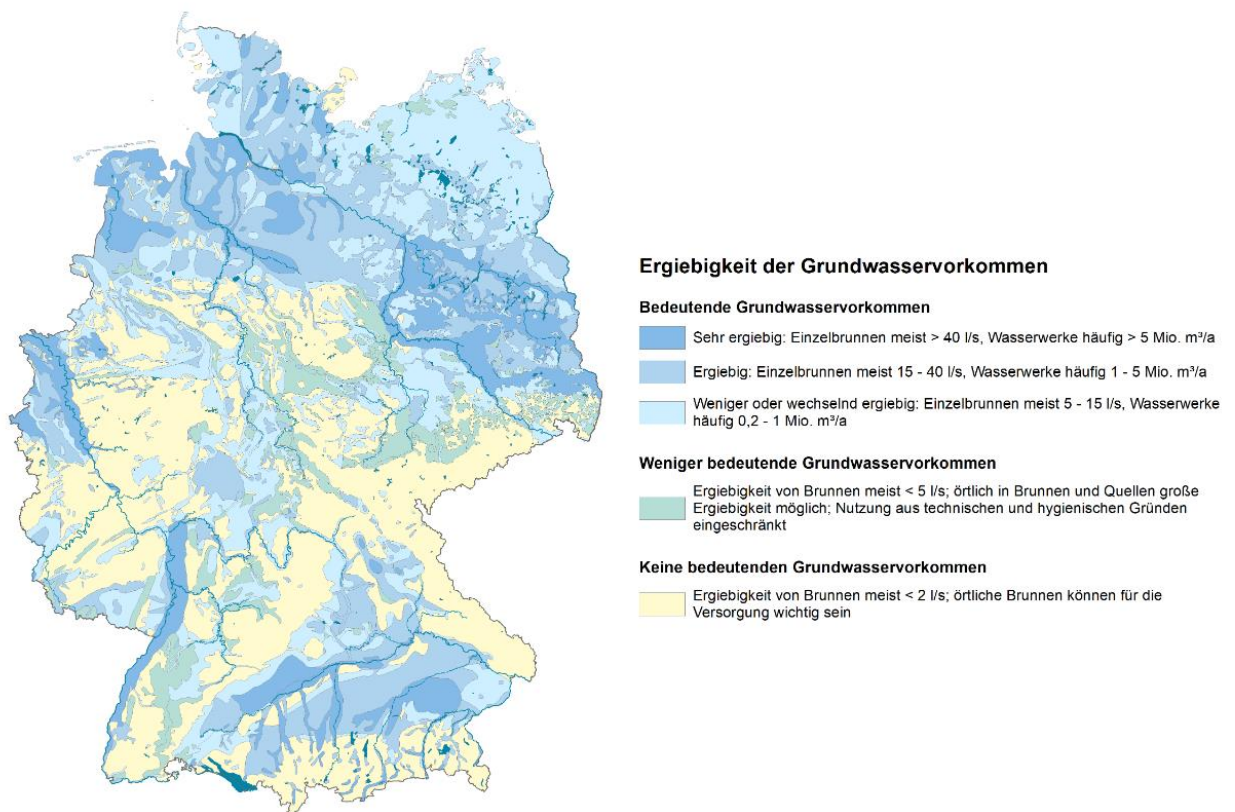 Ergiebigkeit der Grundwasservorkommen
Bedeutende Grundwasservorkommen
Sehr ergiebig: Einzelbrunnen meist > 40 l/s, Wasserwerke häufig > 5 Mio. m³/a
Ergiebig: Einzelbrunnen meist 15 - 40 l/s, Wasserwerke häufig 1 - 5 Mio. m³/a
Weniger oder wechselnd ergiebig: Einzelbrunnen meist 5 - 15 l/s, Wasserwerke
häufig 0,2 - 1 Mio. m³/a
Weniger bedeutende Grundwasservorkommen
Ergiebigkeit von Brunnen meist < 5 l/s; örtlich in Brunnen und Quellen große
Ergiebigkeit möglich; Nutzung aus technischen und hygienischen Gründen
eingeschränkt
Keine bedeutenden Grundwasservorkommen
Ergiebigkeit von Brunnen meist < 2 l/s; örtliche Brunnen können für die
Versorgung wichtig sein